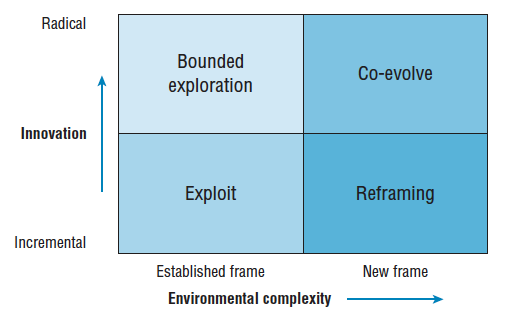 Radical
Bounded
exploration
Co-evolve
Innovation
Exploit
Reframing
Incremental
Established frame
New frame
Environmental complexity